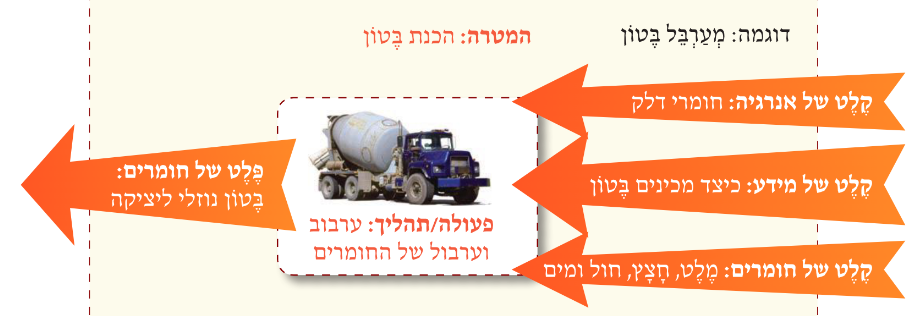 דוגמה: מְעַרְבֵּל בֶּטוֹן
המטרה: הכנת בֶּטוֹן
קֶלֶט של אנרגיה: חומרי דלק
קֶלֶט של מידע: כיצד מכינים בֶּטוֹן
קֶלֶט של חומרים: מֶלֶט, חָצָץ, חול ומים
פעולה/תהליך: ערבוב
וערבול של החומרים
פֶּלֶט של חומרים:
בֶּטוֹן נוזלי ליציקה